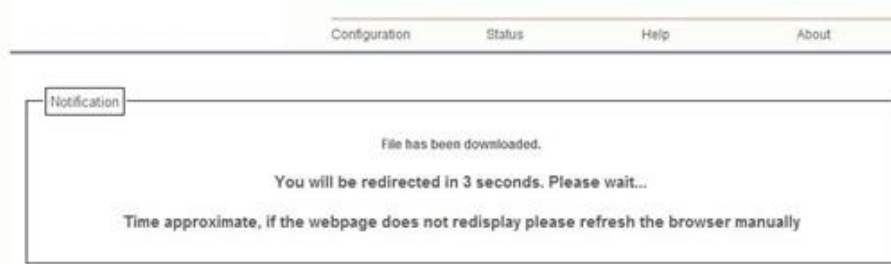 Configuration Status Help About
Notification
File has been downloaded.
You will be redirected in 3 seconds. Please wait...
Time approximate, if the webpage does not redisplay please refresh the browser manually